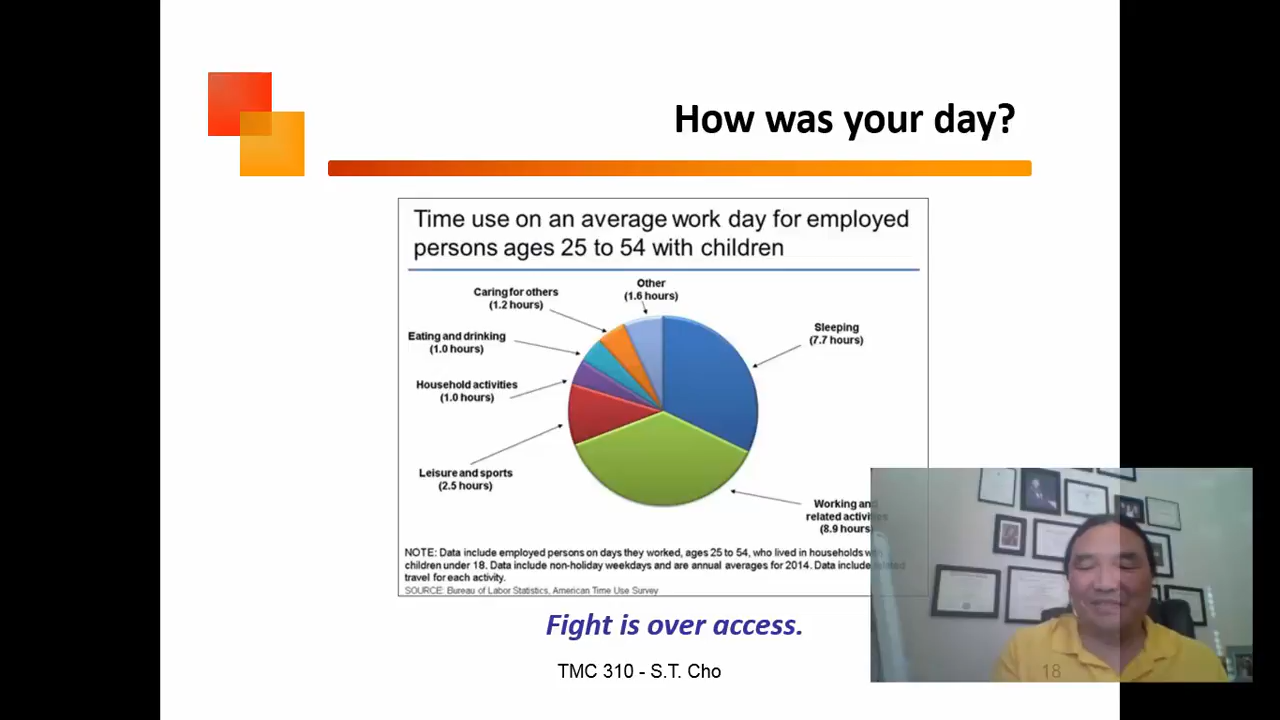 How was your day?
Time use on an average work day for employed
persons ages 25 to 54 with children
Other
(1.6 hours)
Caring for others
(1.2 hours)
Eating and drinking
(1.0 hours)
Household activities
(1.0 hours)
Leisure and sports
(2.5 hours)
Sleeping
(7.7 hours)
Working and
related activities
(8.9 hours)
NOTE: Data include employed persons on days they worked, ages 25 to 54, who lived in households with
children under 18. Data include non-holiday weekdays and are annual averages for 2014. Data include related
travel for each activity.
SOURCE: Bureau of Labor Statistics, American Time Use Survey
Fight is over access.
TMC 310 - S.T. Cho
18